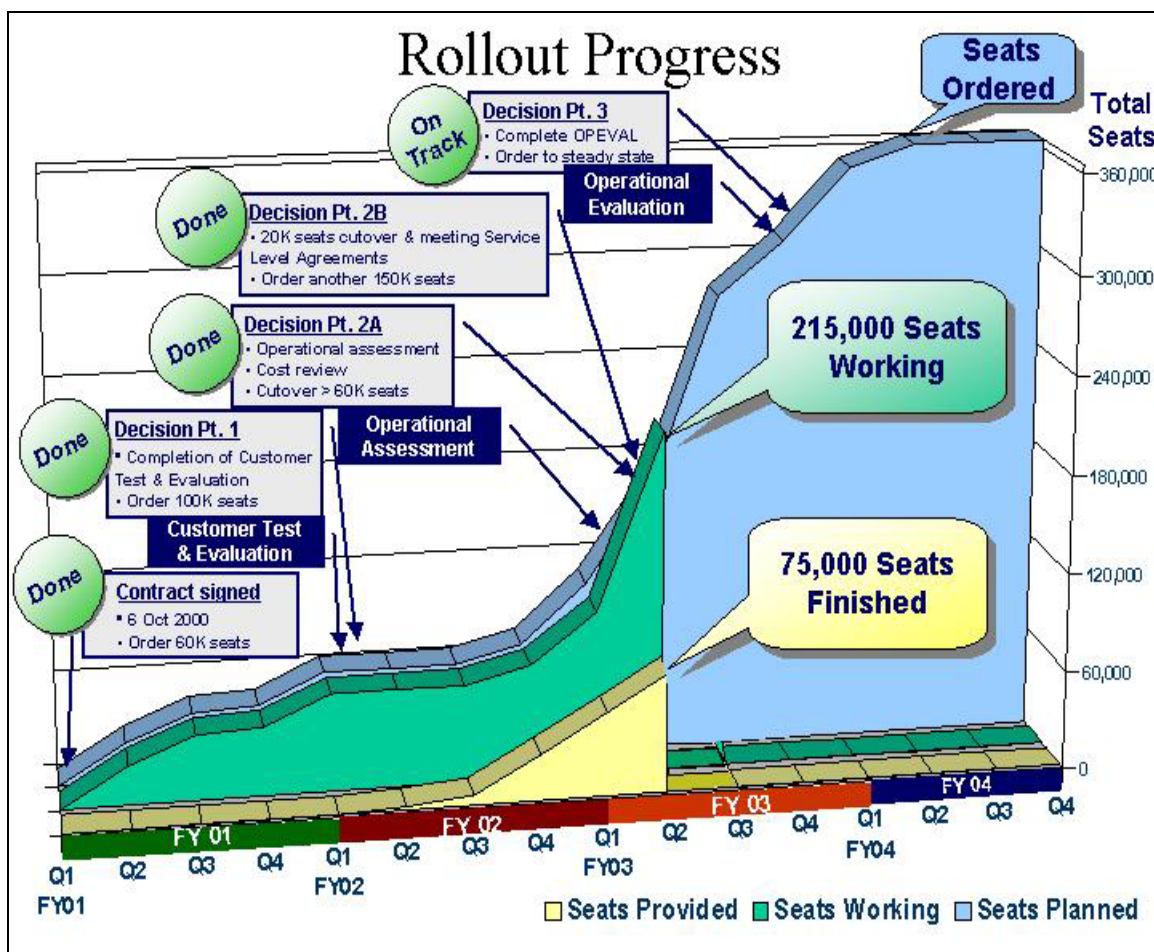 Rollout Progress
Seats
Ordered
Total
Seats
On
Track
Decision Pt. 3
• Complete OPEVAL
• Order to steady state
Operational
Evaluation
Done
Decision Pt. 2B
• 20K seats cutover & meeting Service
Level Agreements
• Order another 150K seats
Done
Decision Pt. 2A
• Operational assessment
• Cost review
• Cutover > 60K seats
Operational
Assessment
Done
Decision Pt. 1
▪ Completion of Customer
Test & Evaluation
• Order 100K seats
Customer Test
& Evaluation
Done
Contract signed
▪ 6 Oct 2000
• Order 60K seats
215,000 Seats
Working
75,000 Seats
Finished
360,000
300,000
240,000
180,000
120,000
60,000
0
FY 01
FY 02
FY 03
FY 04
Q1
FY01
Q2
Q3
Q4
Q1
FY02
Q2
Q3
Q4
Q1
FY03
Q2
Q3
Q4
Q1
FY04
Q2
Q3
Q4
Seats Provided
Seats Working
Seats Planned